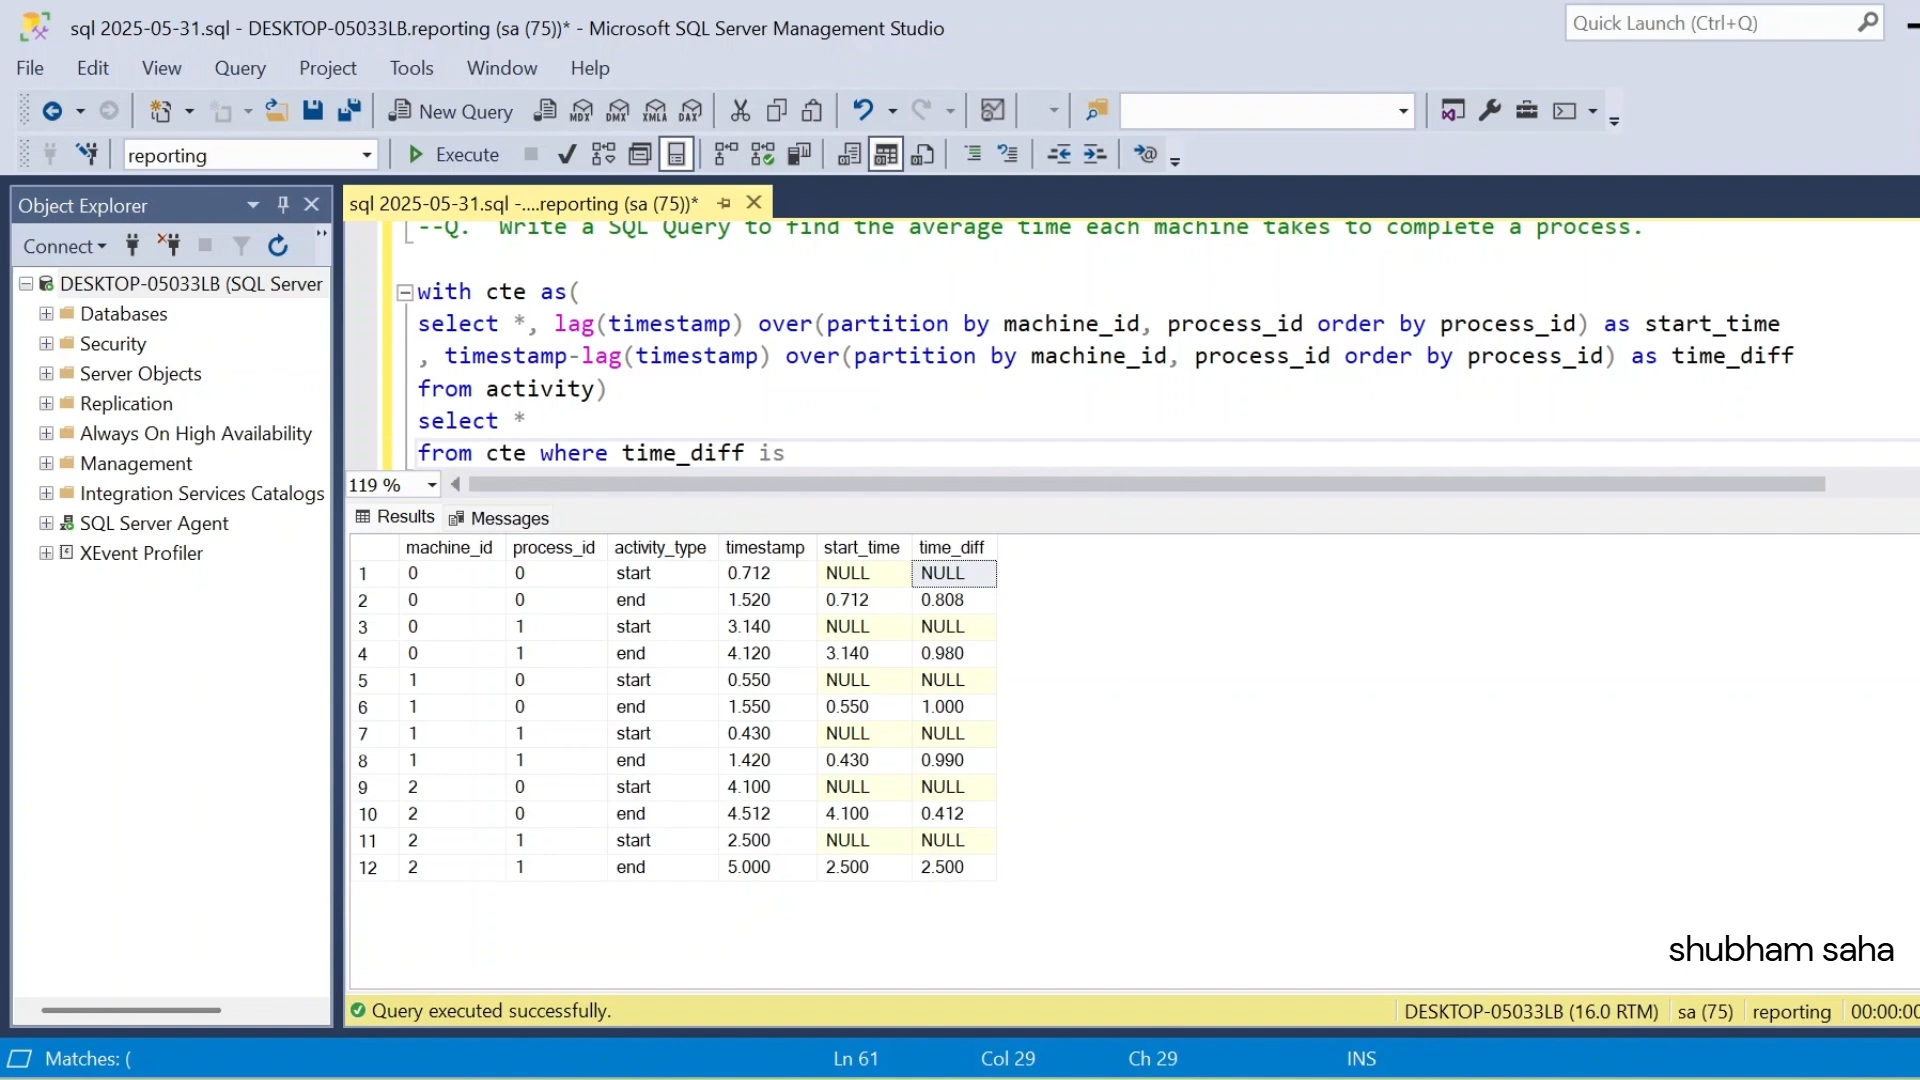 sql 2025-05-31.sql - DESKTOP-05033LB.reporting (sa (75))* - Microsoft SQL Server Management Studio
Quick Launch (Ctrl+Q)
File Edit View Query Project Tools Window Help
New Query
MDX DMX XMLA DAX
reporting
Execute
Object Explorer
sql 2025-05-31.sql -....reporting (sa (75))*
Connect
DESKTOP-05033LB (SQL Server
Databases
Security
Server Objects
Replication
Always On High Availability
Management
Integration Services Catalogs
SQL Server Agent
XEvent Profiler
--Q. Write a SQL Query to find the average time each machine takes to complete a process.
with cte as(
select *, lag(timestamp) over(partition by machine_id, process_id order by process_id) as start_time
, timestamp-lag(timestamp) over(partition by machine_id, process_id order by process_id) as time_diff
from activity)
select *
from cte where time_diff is
119 %
Results Messages
machine_id process_id activity_type timestamp start_time time_diff
1 0 0 start 0.712 NULL NULL
2 0 0 end 1.520 0.712 0.808
3 0 1 start 3.140 NULL NULL
4 0 1 end 4.120 3.140 0.980
5 1 0 start 0.550 NULL NULL
6 1 0 end 1.550 0.550 1.000
7 1 1 start 0.430 NULL NULL
8 1 1 end 1.420 0.430 0.990
9 2 0 start 4.100 NULL NULL
10 2 0 end 4.512 4.100 0.412
11 2 1 start 2.500 NULL NULL
12 2 1 end 5.000 2.500 2.500
shubham saha
Query executed successfully.
DESKTOP-05033LB (16.0 RTM) sa (75) reporting 00:00:00
Matches: (
Ln 61 Col 29 Ch 29 INS